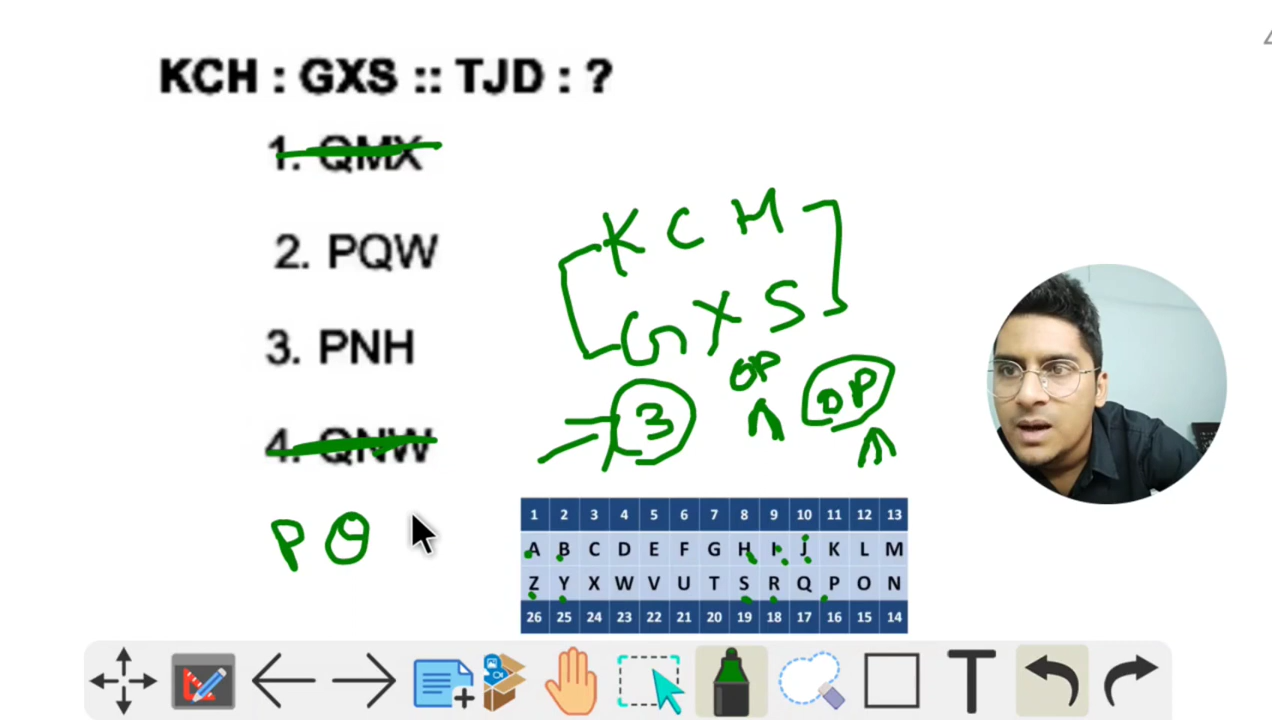 KCH : GXS :: TJD : ?
1. QMX
2. PQW
3. PNH
4. QNW
K C H
G X S
3 OP OP
P Q
1 2 3 4 5 6 7 8 9 10 11 12 13
A B C D E F G H I J K L M
Z Y X W V U T S R Q P O N
26 25 24 23 22 21 20 19 18 17 16 15 14
T